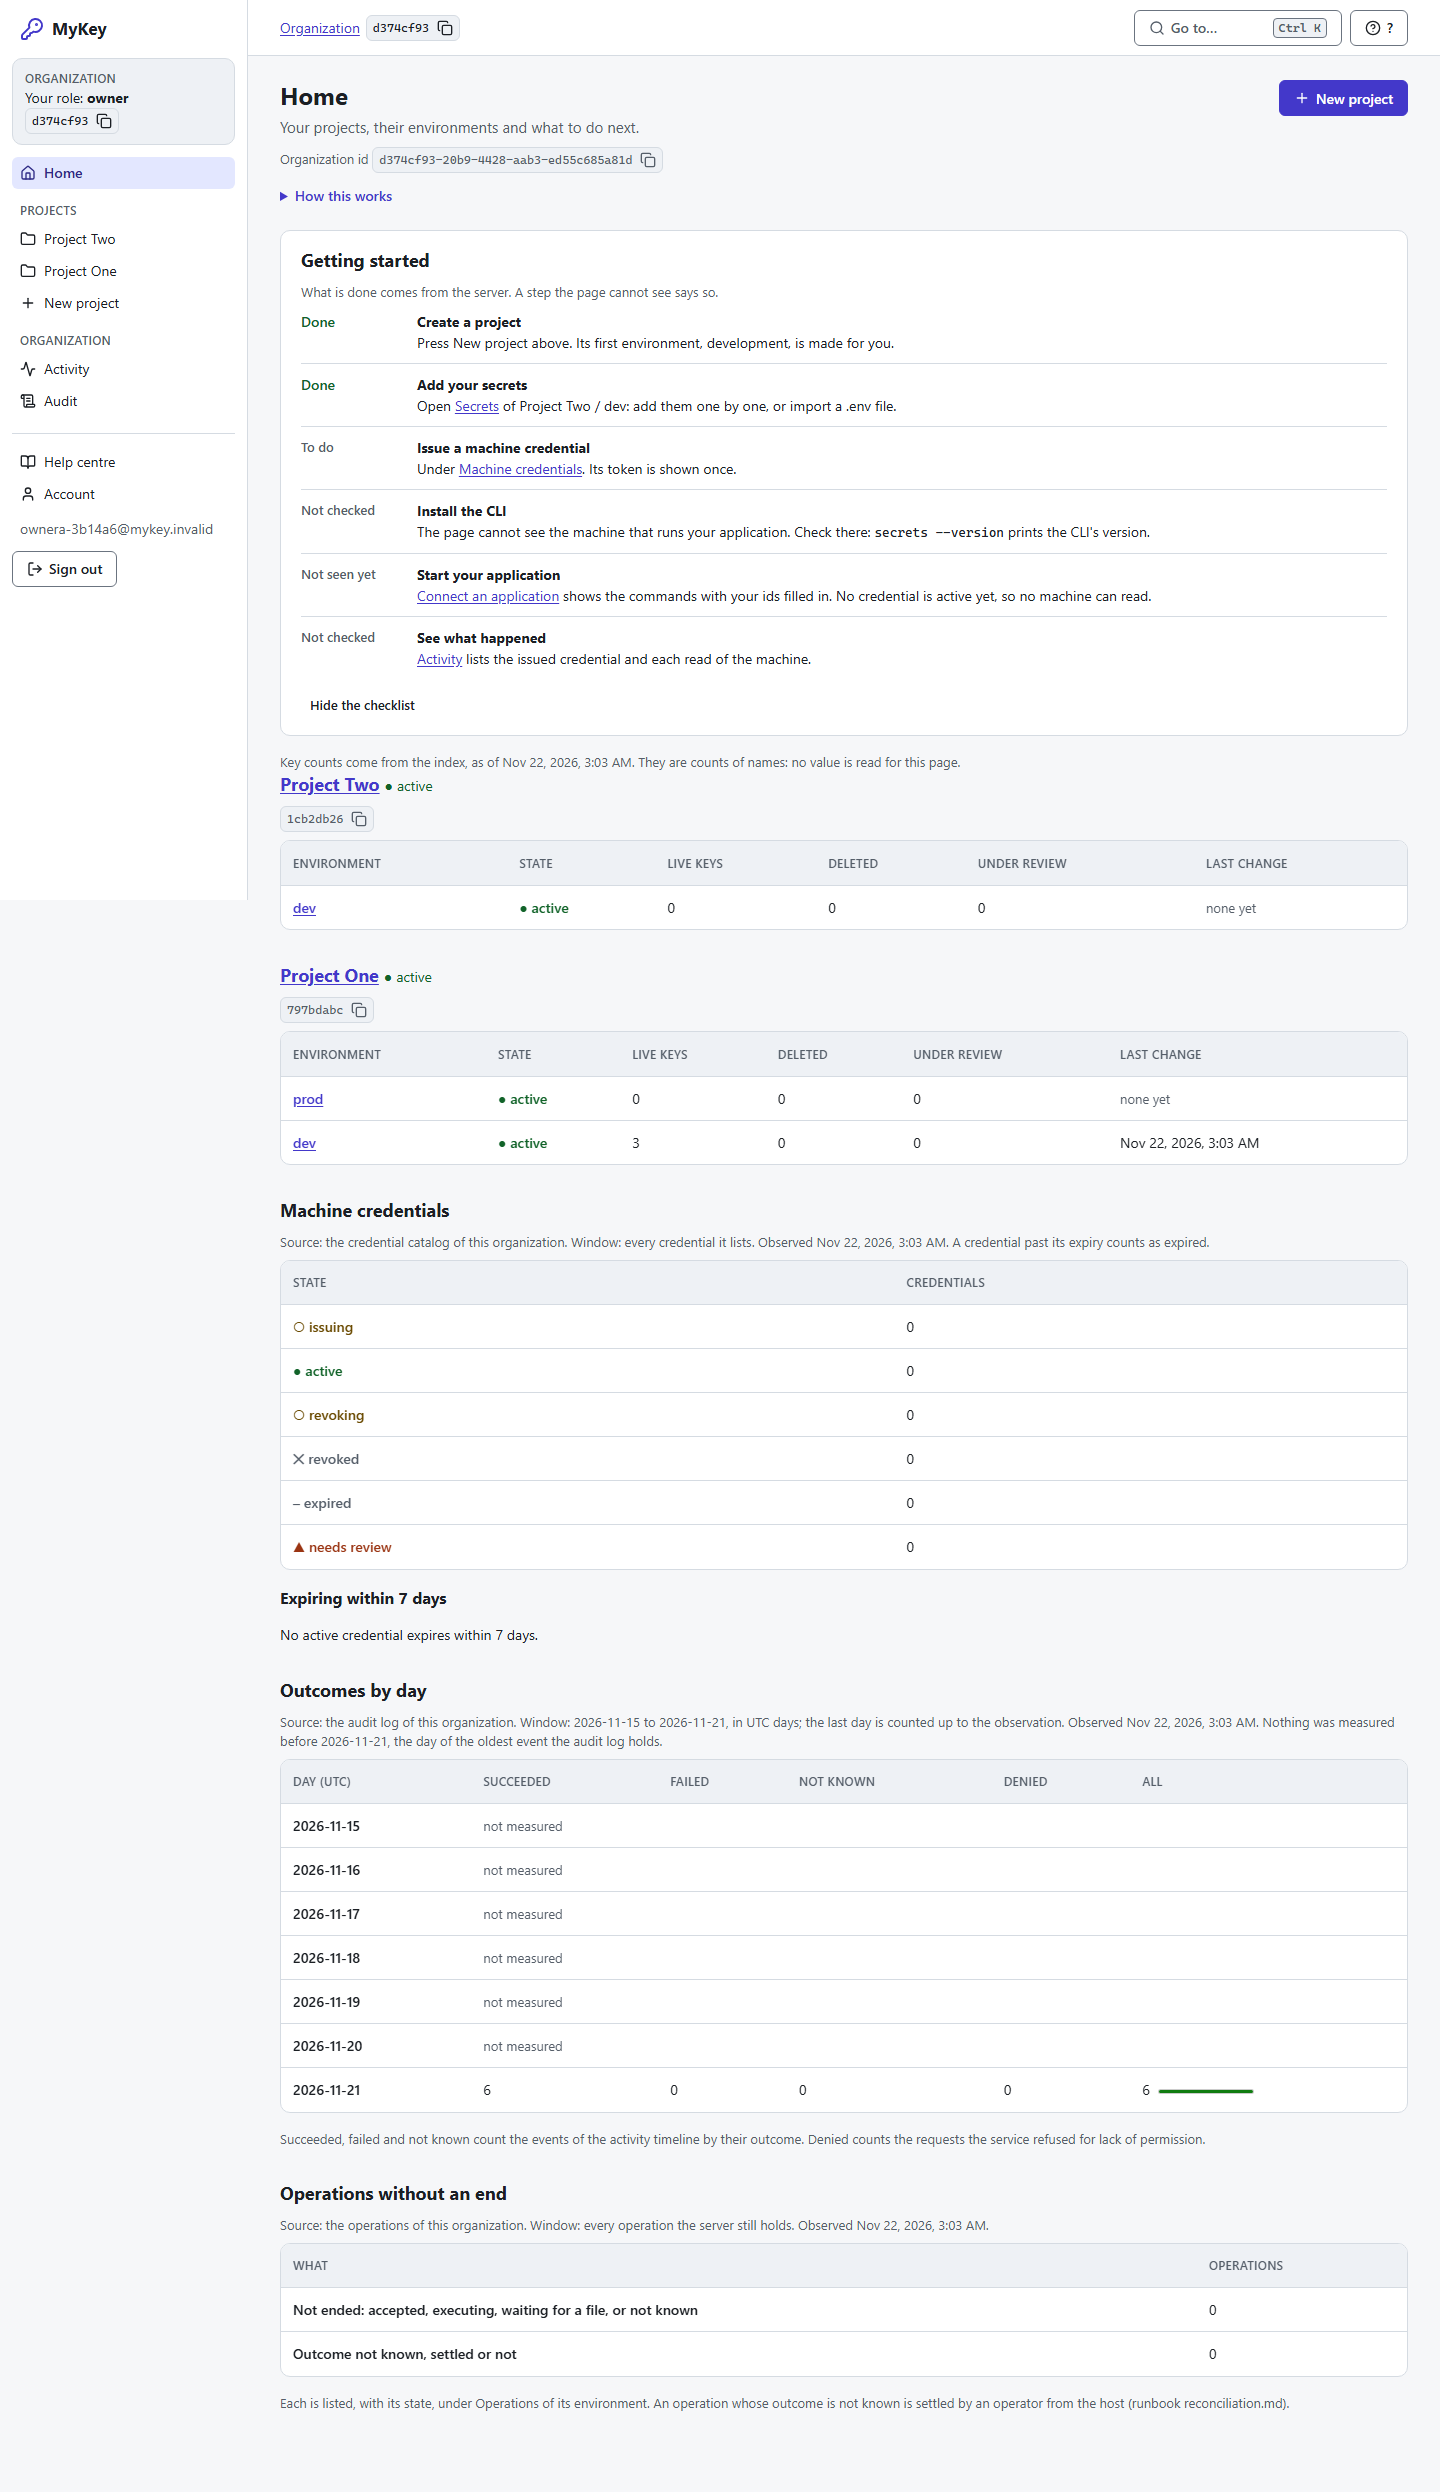 MyKey
ORGANIZATION
Your role: owner
d374cf93
Home
PROJECTS
Project Two
Project One
New project
ORGANIZATION
Activity
Audit
Help centre
Account
ownera-3b14a6@mykey.invalid
Sign out
Organization d374cf93
Go to... Ctrl K
?
Home
New project
Your projects, their environments and what to do next.
Organization id d374cf93-20b9-4428-aab3-ed55c685a81d
How this works
Getting started
What is done comes from the server. A step the page cannot see says so.
Done Create a project
Press New project above. Its first environment, development, is made for you.
Done Add your secrets
Open Secrets of Project Two / dev: add them one by one, or import a .env file.
To do Issue a machine credential
Under Machine credentials. Its token is shown once.
Not checked Install the CLI
The page cannot see the machine that runs your application. Check there: secrets --version prints the CLI's version.
Not seen yet Start your application
Connect an application shows the commands with your ids filled in. No credential is active yet, so no machine can read.
Not checked See what happened
Activity lists the issued credential and each read of the machine.
Hide the checklist
Key counts come from the index, as of Nov 22, 2026, 3:03 AM. They are counts of names: no value is read for this page.
Project Two ● active
1cb2db26
ENVIRONMENT STATE LIVE KEYS DELETED UNDER REVIEW LAST CHANGE
dev ● active 0 0 0 none yet
Project One ● active
797bdabc
ENVIRONMENT STATE LIVE KEYS DELETED UNDER REVIEW LAST CHANGE
prod ● active 0 0 0 none yet
dev ● active 3 0 0 Nov 22, 2026, 3:03 AM
Machine credentials
Source: the credential catalog of this organization. Window: every credential it lists. Observed Nov 22, 2026, 3:03 AM. A credential past its expiry counts as expired.
STATE CREDENTIALS
○ issuing 0
● active 0
○ revoking 0
✕ revoked 0
– expired 0
▲ needs review 0
Expiring within 7 days
No active credential expires within 7 days.
Outcomes by day
Source: the audit log of this organization. Window: 2026-11-15 to 2026-11-21, in UTC days; the last day is counted up to the observation. Observed Nov 22, 2026, 3:03 AM. Nothing was measured
before 2026-11-21, the day of the oldest event the audit log holds.
DAY (UTC) SUCCEEDED FAILED NOT KNOWN DENIED ALL
2026-11-15 not measured
2026-11-16 not measured
2026-11-17 not measured
2026-11-18 not measured
2026-11-19 not measured
2026-11-20 not measured
2026-11-21 6 0 0 0 6
Succeeded, failed and not known count the events of the activity timeline by their outcome. Denied counts the requests the service refused for lack of permission.
Operations without an end
Source: the operations of this organization. Window: every operation the server still holds. Observed Nov 22, 2026, 3:03 AM.
WHAT OPERATIONS
Not ended: accepted, executing, waiting for a file, or not known 0
Outcome not known, settled or not 0
Each is listed, with its state, under Operations of its environment. An operation whose outcome is not known is settled by an operator from the host (runbook reconciliation.md).